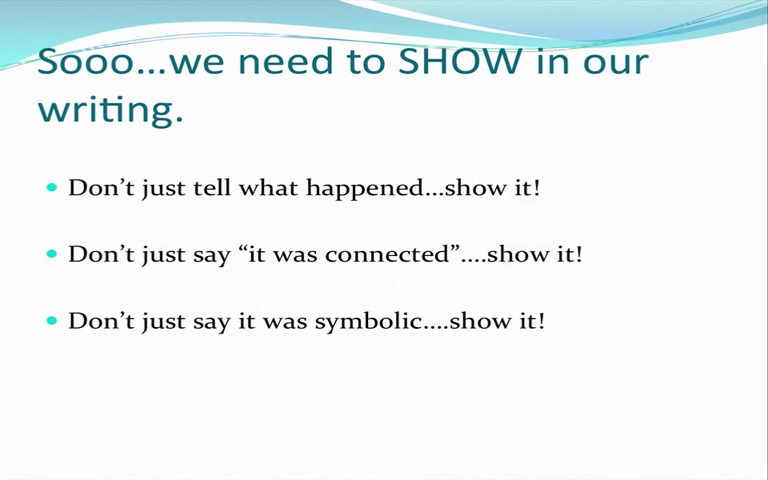 Sooo...we need to SHOW in our
writing.
Don't just tell what happened...show it!
Don't just say “it was connected”....show it!
Don't just say it was symbolic....show it!